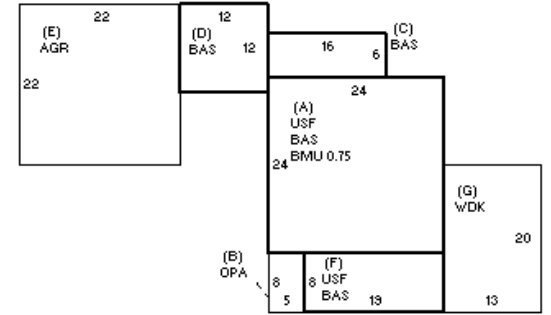 22
(E)
AGR
22
12
(D)
BAS
12
16
(C)
BAS
6
24
(A)
USF
BAS
BMU 0.75
24
(G)
WDK
20
13
(B)
OPA
8
5
(F)
8 USF
BAS
19